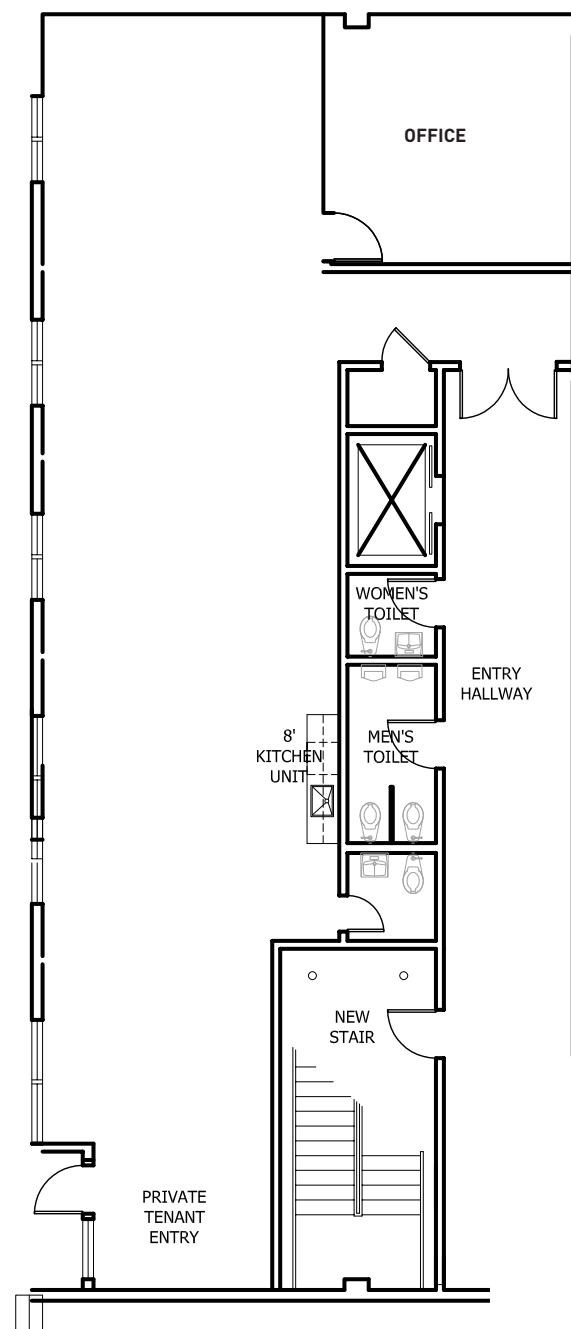 OFFICE
WOMEN'S
TOILET
ENTRY
HALLWAY
8'
KITCHEN
UNIT
MEN'S
TOILET
NEW
STAIR
PRIVATE
TENANT
ENTRY